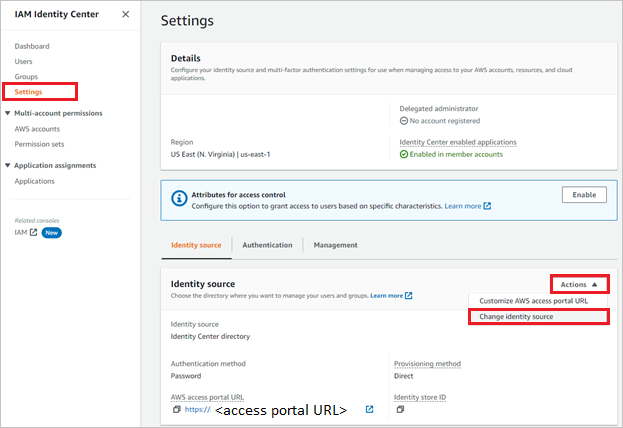 IAM Identity Center
Dashboard
Users
Groups
Settings
Multi-account permissions
AWS accounts
Permission sets
Application assignments
Applications
Related consoles
IAM New
Settings
Details
Configure your identity source and multi-factor authentication settings for use when managing access to your AWS accounts, resources, and cloud
applications.
Delegated administrator
No account registered
Region
US East (N. Virginia) | us-east-1
Identity Center enabled applications
Enabled in member accounts
Attributes for access control
Configure this option to grant access to users based on specific characteristics. Learn more
Enable
Identity source
Authentication
Management
Identity source
Choose the directory where you want to manage your users and groups. Learn more
Actions
Customize AWS access portal URL
Change identity source
Identity source
Identity Center directory
Authentication method
Password
Provisioning method
Direct
AWS access portal URL
https:// <access portal URL>
Identity store ID